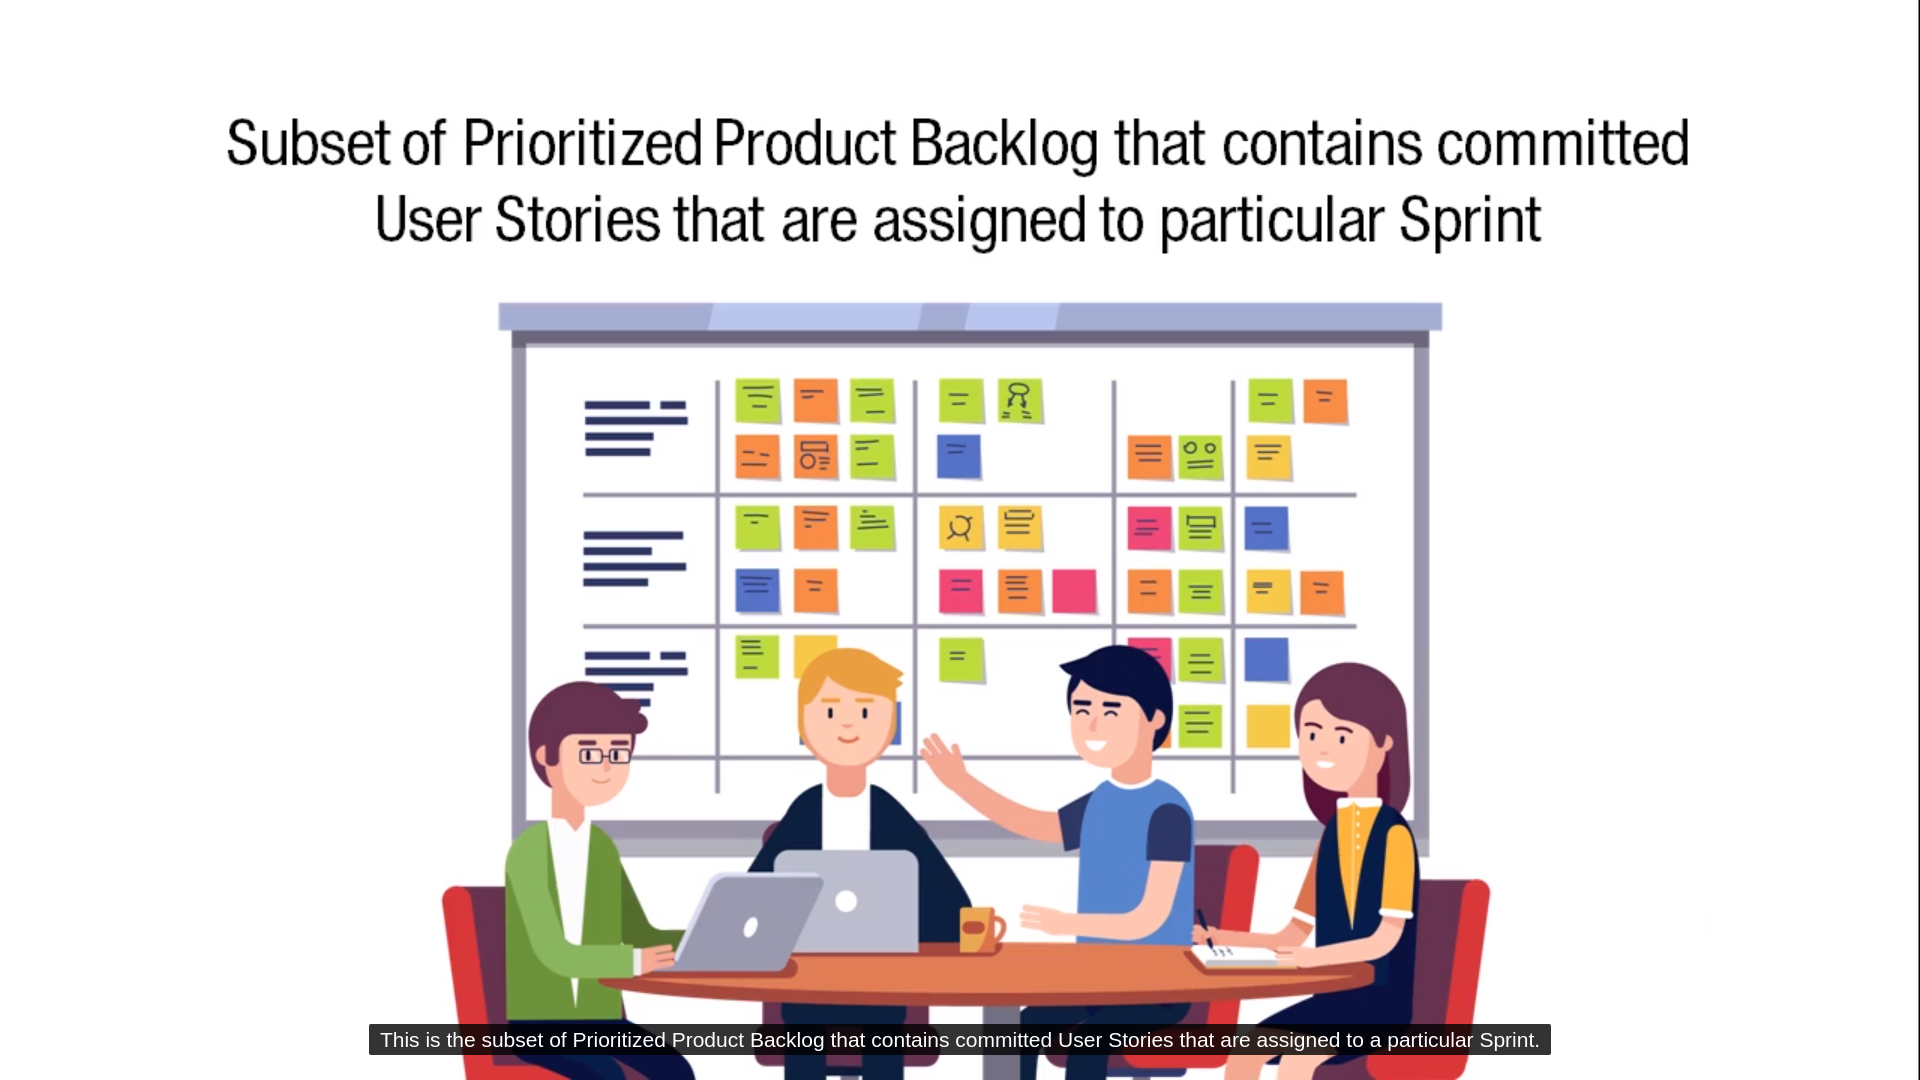 Subset of Prioritized Product Backlog that contains committed
User Stories that are assigned to particular Sprint
This is the subset of Prioritized Product Backlog that contains committed User Stories that are assigned to a particular Sprint.